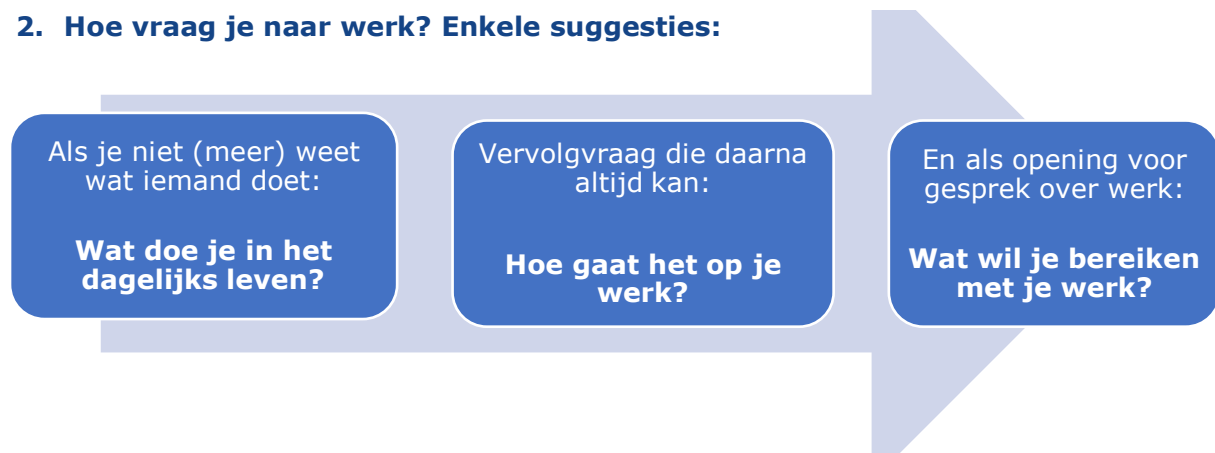 2. Hoe vraag je naar werk? Enkele suggesties:
Als je niet (meer) weet
wat iemand doet:
Wat doe je in het
dagelijks leven?
Vervolgvraag die daarna
altijd kan:
Hoe gaat het op je
werk?
En als opening voor
gesprek over werk:
Wat wil je bereiken
met je werk?